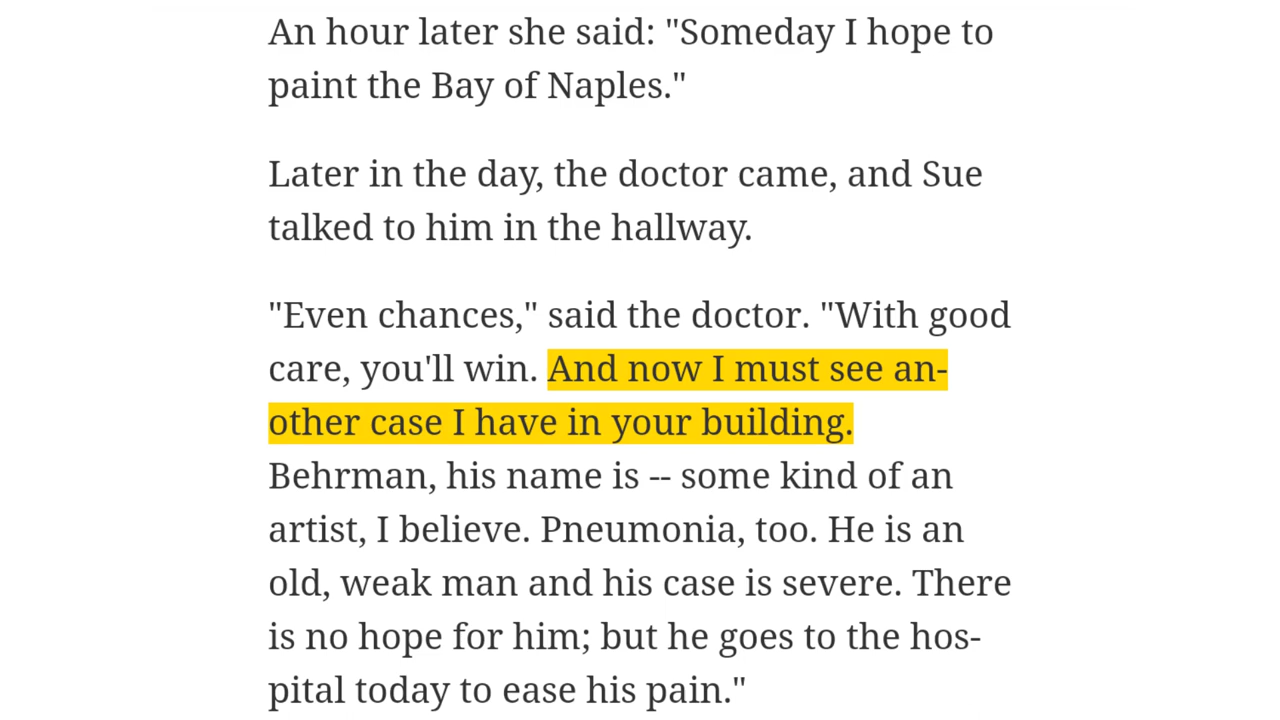 An hour later she said: "Someday I hope to
paint the Bay of Naples."
Later in the day, the doctor came, and Sue
talked to him in the hallway.
"Even chances," said the doctor. "With good
care, you'll win. And now I must see an-
other case I have in your building.
Behrman, his name is -- some kind of an
artist, I believe. Pneumonia, too. He is an
old, weak man and his case is severe. There
is no hope for him; but he goes to the hos-
pital today to ease his pain."